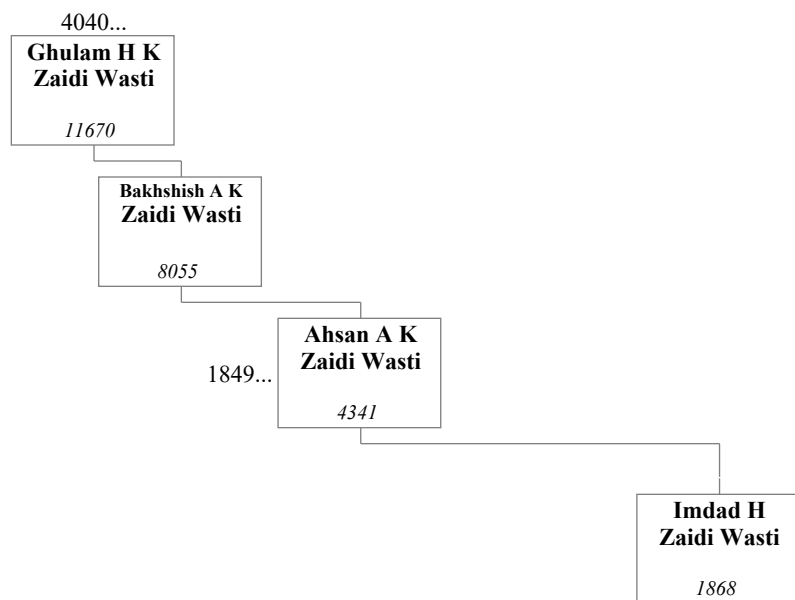 4040...
Ghulam H K
Zaidi Wasti
11670
Bakhshish A K
Zaidi Wasti
8055
Ahsan A K
Zaidi Wasti
1849...
4341
Imdad H
Zaidi Wasti
1868